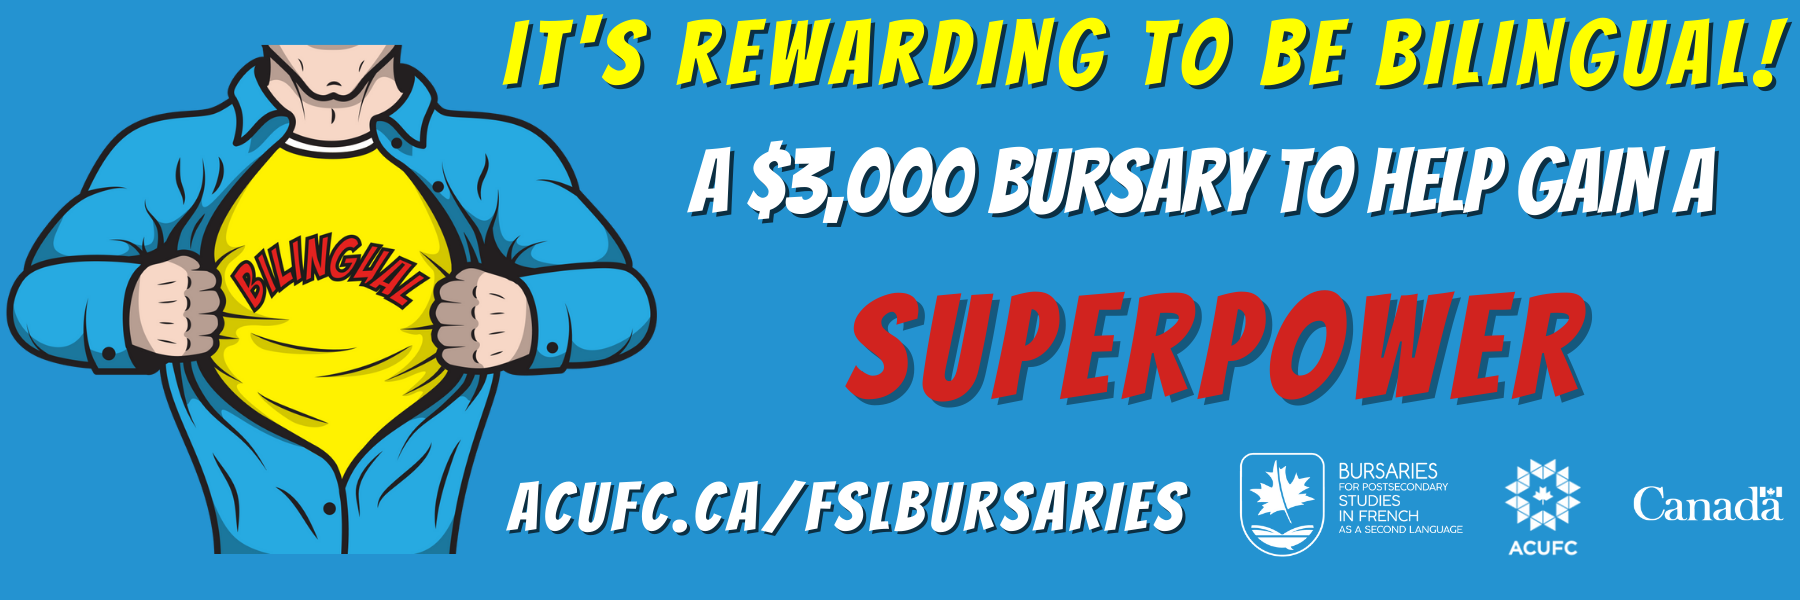 IT'S REWARDING TO BE BILINGUAL!
A $3,000 BURSARY TO HELP GAIN A
SUPERPOWER
BILINGUAL
ACUFC.CA/FSLBURSARIES
BURSARIES
FOR POSTSECONDARY
STUDIES
IN FRENCH
AS A SECOND LANGUAGE
ACUFC
Canada